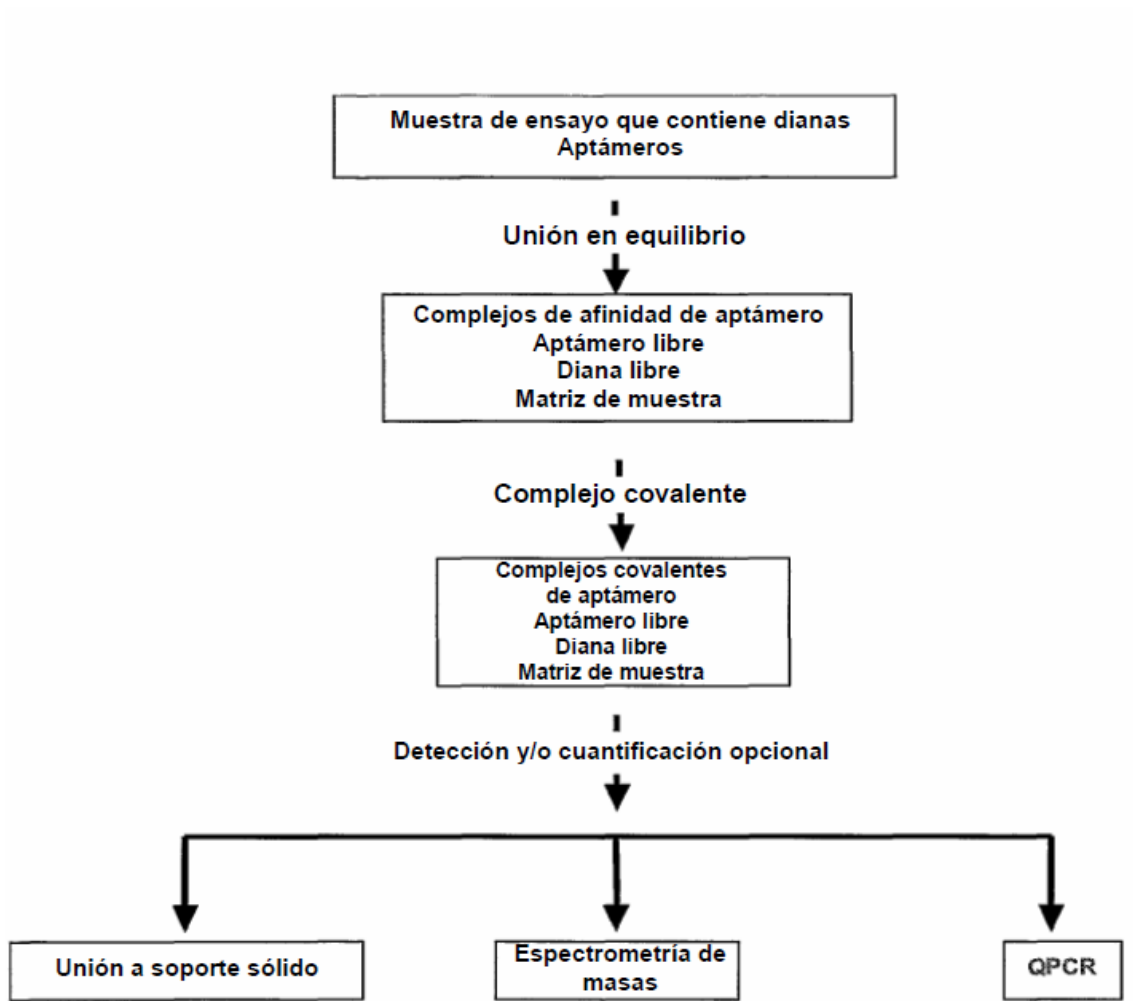 Muestra de ensayo que contiene dianas
Aptámeros
Unión en equilibrio
Complejos de afinidad de aptámero
Aptámero libre
Diana libre
Matriz de muestra
Complejo covalente
Complejos covalentes
de aptámero
Aptámero libre
Diana libre
Matriz de muestra
Detección y/o cuantificación opcional
Unión a soporte sólido
Espectrometría de
masas
QPCR